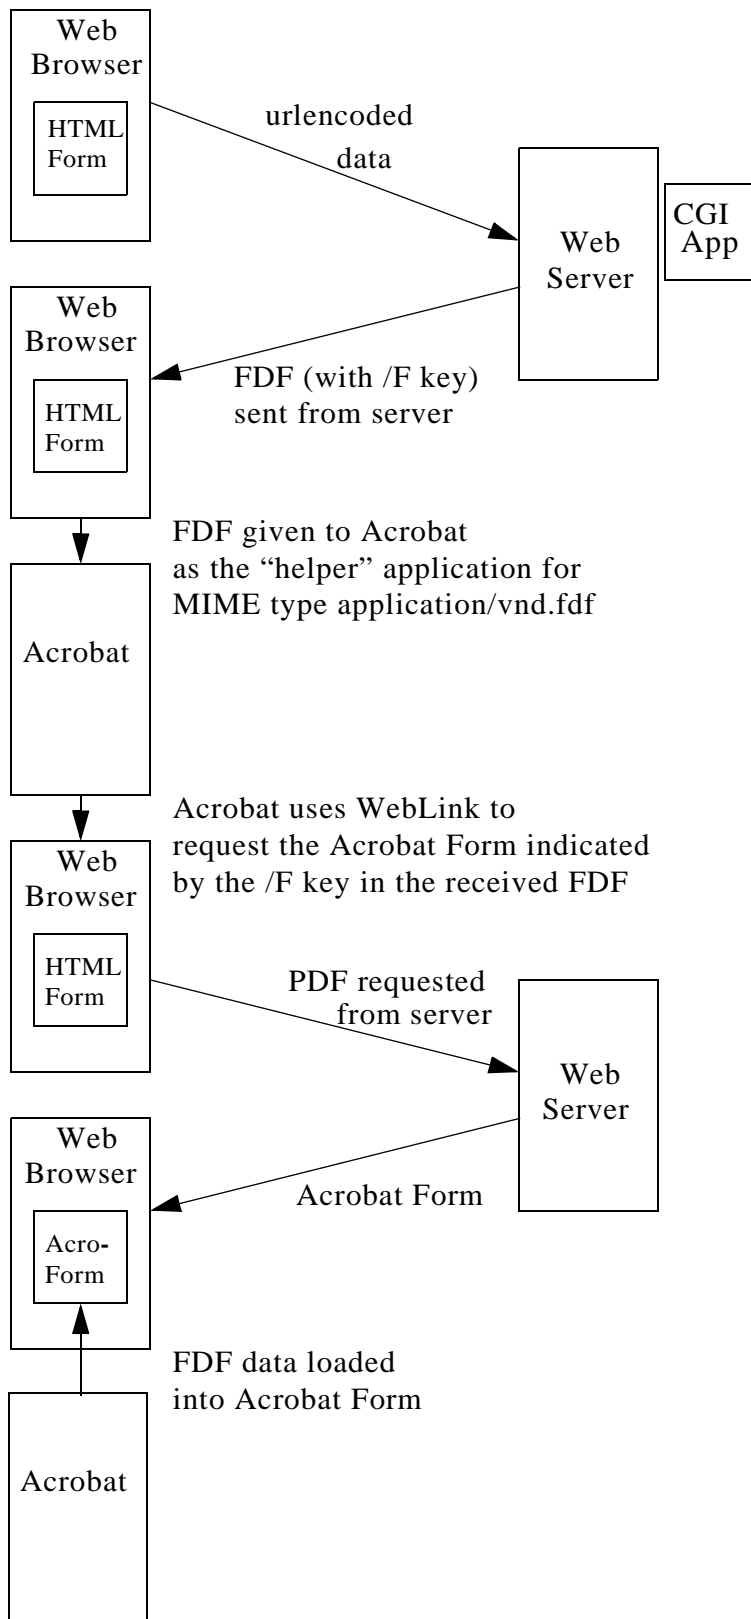 Web
Browser
HTML
Form
urlencoded
data
Web
Server
CGI
App
Web
Browser
HTML
Form
FDF (with /F key)
sent from server
FDF given to Acrobat
as the “helper” application for
MIME type application/vnd.fdf
Acrobat
Acrobat uses WebLink to
request the Acrobat Form indicated
by the /F key in the received FDF
Web
Browser
HTML
Form
PDF requested
from server
Web
Server
Web
Browser
Acro-
Form
Acrobat Form
FDF data loaded
into Acrobat Form
Acrobat